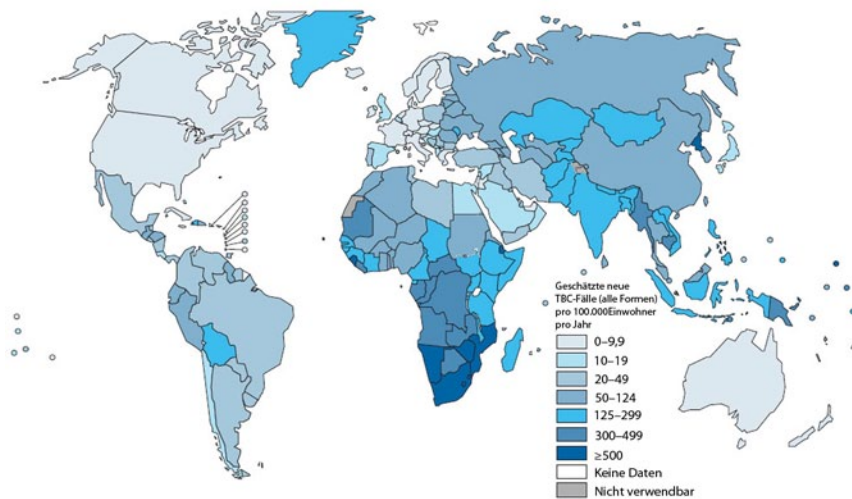 Geschätzte neue
TBC-Fälle (alle Formen)
pro 100.000Einwohner
pro Jahr
0–9,9
10–19
20–49
50–124
125–299
300–499
≥500
Keine Daten
Nicht verwendbar